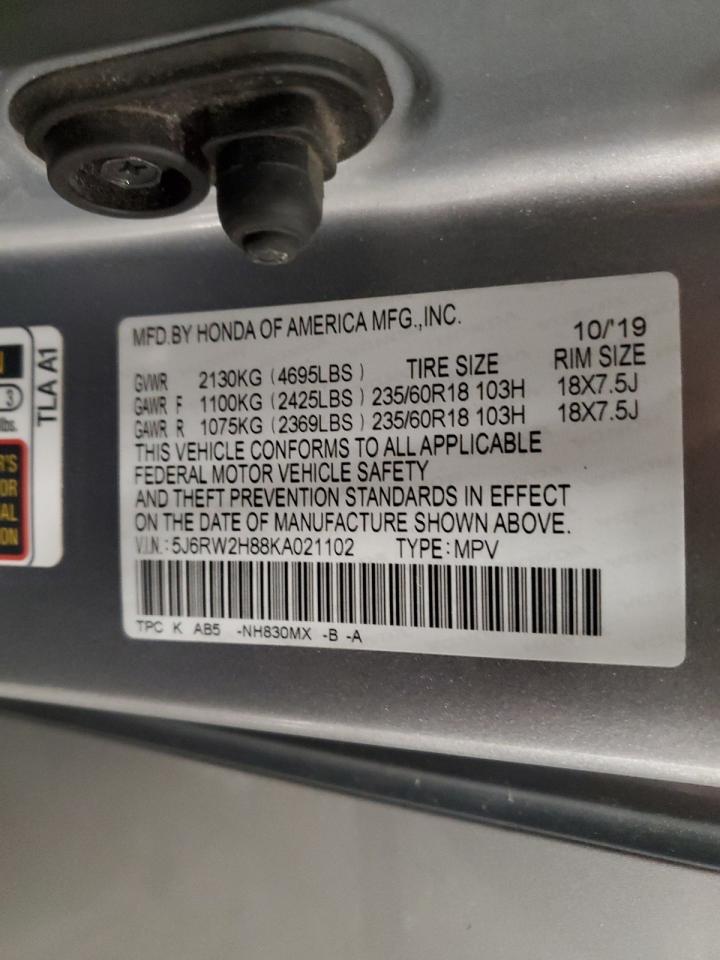 MFD.BY HONDA OF AMERICA MFG.,INC. 10/'19
GVWR 2130KG (4695LBS) TIRE SIZE RIM SIZE
GAWR F 1100KG (2425LBS) 235/60R18 103H 18X7.5J
GAWR R 1075KG (2369LBS) 235/60R18 103H 18X7.5J
THIS VEHICLE CONFORMS TO ALL APPLICABLE
FEDERAL MOTOR VEHICLE SAFETY
AND THEFT PREVENTION STANDARDS IN EFFECT
ON THE DATE OF MANUFACTURE SHOWN ABOVE.
V.I.N.: 5J6RW2H88KA021102 TYPE: MPV
TPC K AB5 -NH830MX -B -A
TLA A1
3
lbs.